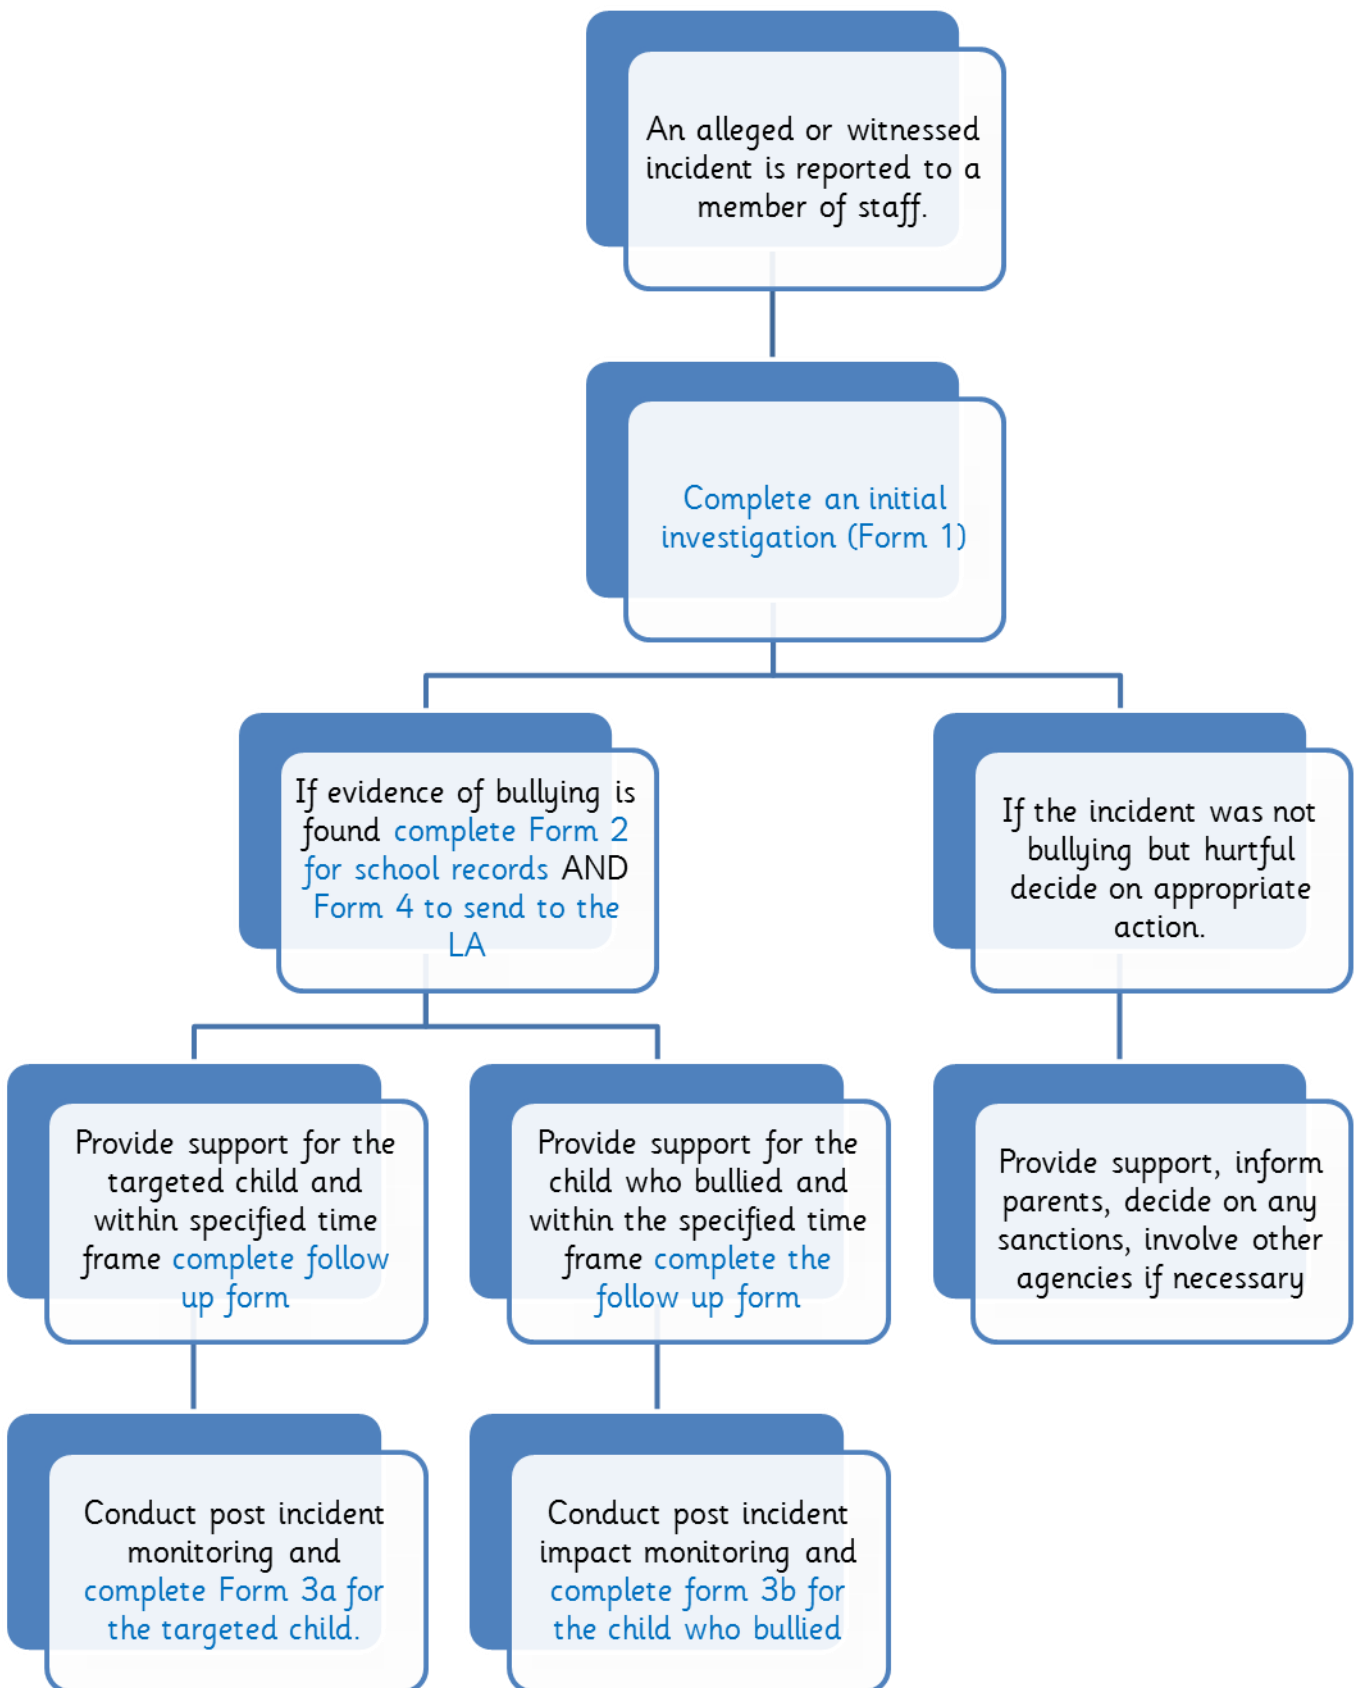 An alleged or witnessed
incident is reported to a
member of staff.
Complete an initial
investigation (Form 1)
If evidence of bullying is
found complete Form 2
for school records AND
Form 4 to send to the
LA
If the incident was not
bullying but hurtful
decide on appropriate
action.
Provide support for the
targeted child and
within specified time
frame complete follow
up form
Provide support for the
child who bullied and
within the specified time
frame complete the
follow up form
Provide support, inform
parents, decide on any
sanctions, involve other
agencies if necessary
Conduct post incident
monitoring and
complete Form 3a for
the targeted child.
Conduct post incident
impact monitoring and
complete form 3b for
the child who bullied